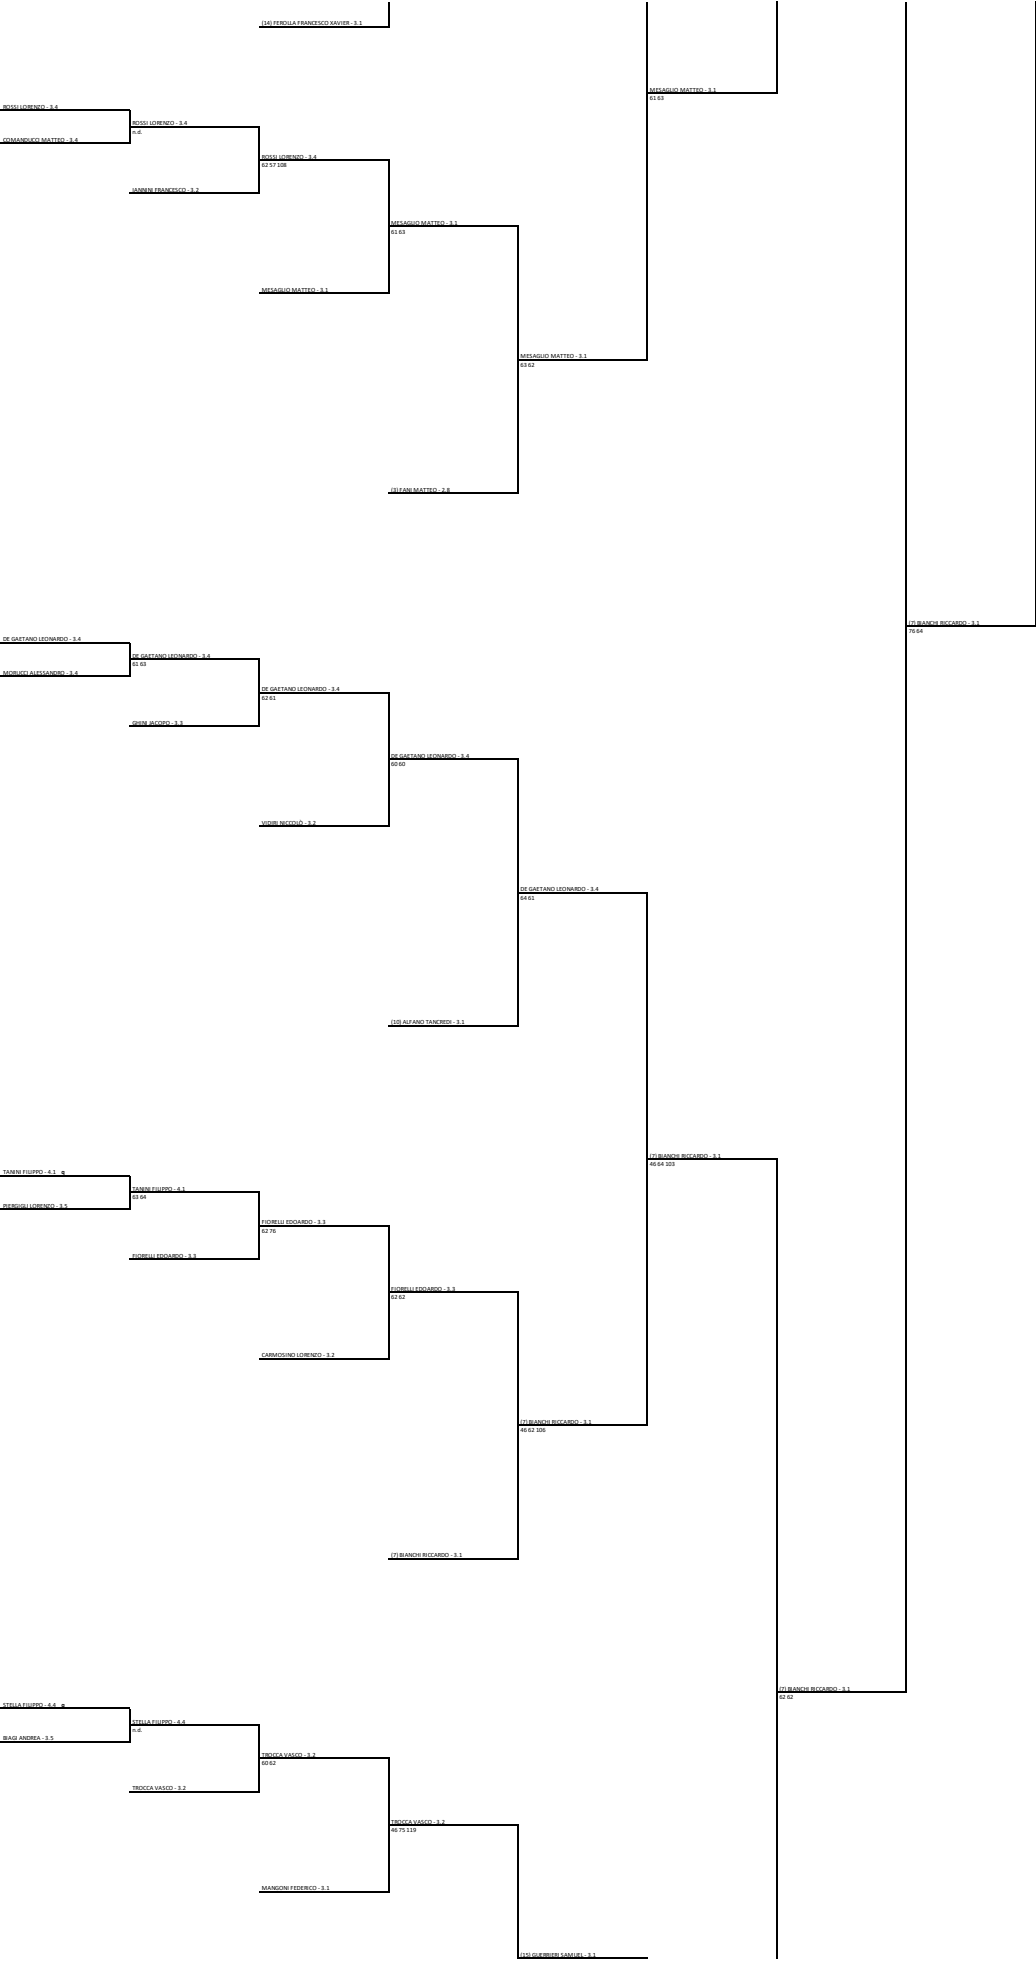 (14) FEROLLA FRANCESCO XAVIER - 3.1
MESAGLIO MATTEO - 3.1
61 63
ROSSI LORENZO - 3.4
ROSSI LORENZO - 3.4
n.d.
COMANDUCCI MATTEO - 3.4
ROSSI LORENZO - 3.4
62 57 108
IANNINI FRANCESCO - 3.2
MESAGLIO MATTEO - 3.1
61 63
MESAGLIO MATTEO - 3.1
MESAGLIO MATTEO - 3.1
63 62
(3) FANI MATTEO - 2.8
(7) BIANCHI RICCARDO - 3.1
76 64
DE GAETANO LEONARDO - 3.4
DE GAETANO LEONARDO - 3.4
61 63
MORUCCI ALESSANDRO - 3.4
DE GAETANO LEONARDO - 3.4
62 61
GHINI JACOPO - 3.3
DE GAETANO LEONARDO - 3.4
60 60
VIDIRI NICCOLÒ - 3.2
DE GAETANO LEONARDO - 3.4
64 61
(10) ALFANO TANCREDI - 3.1
(7) BIANCHI RICCARDO - 3.1
46 64 103
TANINI FILIPPO - 4.1 q
TANINI FILIPPO - 4.1
63 64
PIERGIGLI LORENZO - 3.5
FIORELLI EDOARDO - 3.3
62 76
FIORELLI EDOARDO - 3.3
FIORELLI EDOARDO - 3.3
62 62
CARMOSINO LORENZO - 3.2
(7) BIANCHI RICCARDO - 3.1
46 62 106
(7) BIANCHI RICCARDO - 3.1
(7) BIANCHI RICCARDO - 3.1
62 62
STELLA FILIPPO - 4.4 q
STELLA FILIPPO - 4.4
n.d.
BIAGI ANDREA - 3.5
TROCCA VASCO - 3.2
60 62
TROCCA VASCO - 3.2
TROCCA VASCO - 3.2
46 75 119
MANGONI FEDERICO - 3.1
(15) GUERRIERI SAMUEL - 3.1